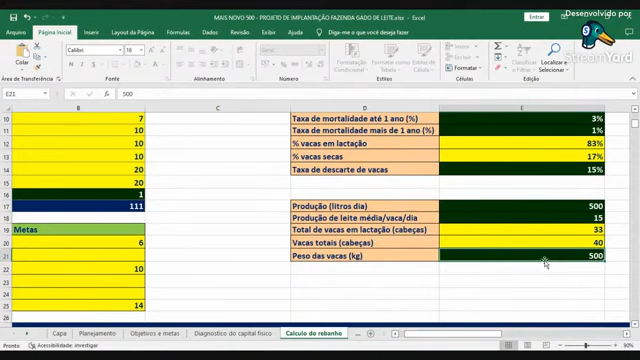 Desenvolvido por
StreamYard
MAIS NOVO 500 - PROJETO DE IMPLANTAÇÃO FAZENDA GADO DE LEITE.xlsx - Excel
Entrar
Arquivo
Página Inicial
Inserir
Layout da Página
Fórmulas
Dados
Revisão
Exibir
Ajuda
Diga-me o que você deseja fazer
Colar
Calibri
18
Formatação Condicional
Formatar
Localizar e Selecionar
Área de Transferência
E21
500
B C D E
10 7 Taxa de mortalidade até 1 ano (%) 3%
11 10 Taxa de mortalidade mais de 1 ano (%) 1%
12 10 % vacas em lactação 83%
13 10 % vacas secas 17%
14 20 Taxa de descarte de vacas 15%
15 20
16 1
17 111 Produção (litros dia) 500
18 Produção de leite média/vaca/dia 15
19 Metas Total de vacas em lactação (cabeças) 33
20 6 Vacas totais (cabeças) 40
21 Peso das vacas (kg) 500
22 10
23
24
25 14
26
Capa
Planejamento
Objetivos e metas
Diagnostico do capital fisico
Calculo do rebanho
Pronto
Acessibilidade: investigar
90%